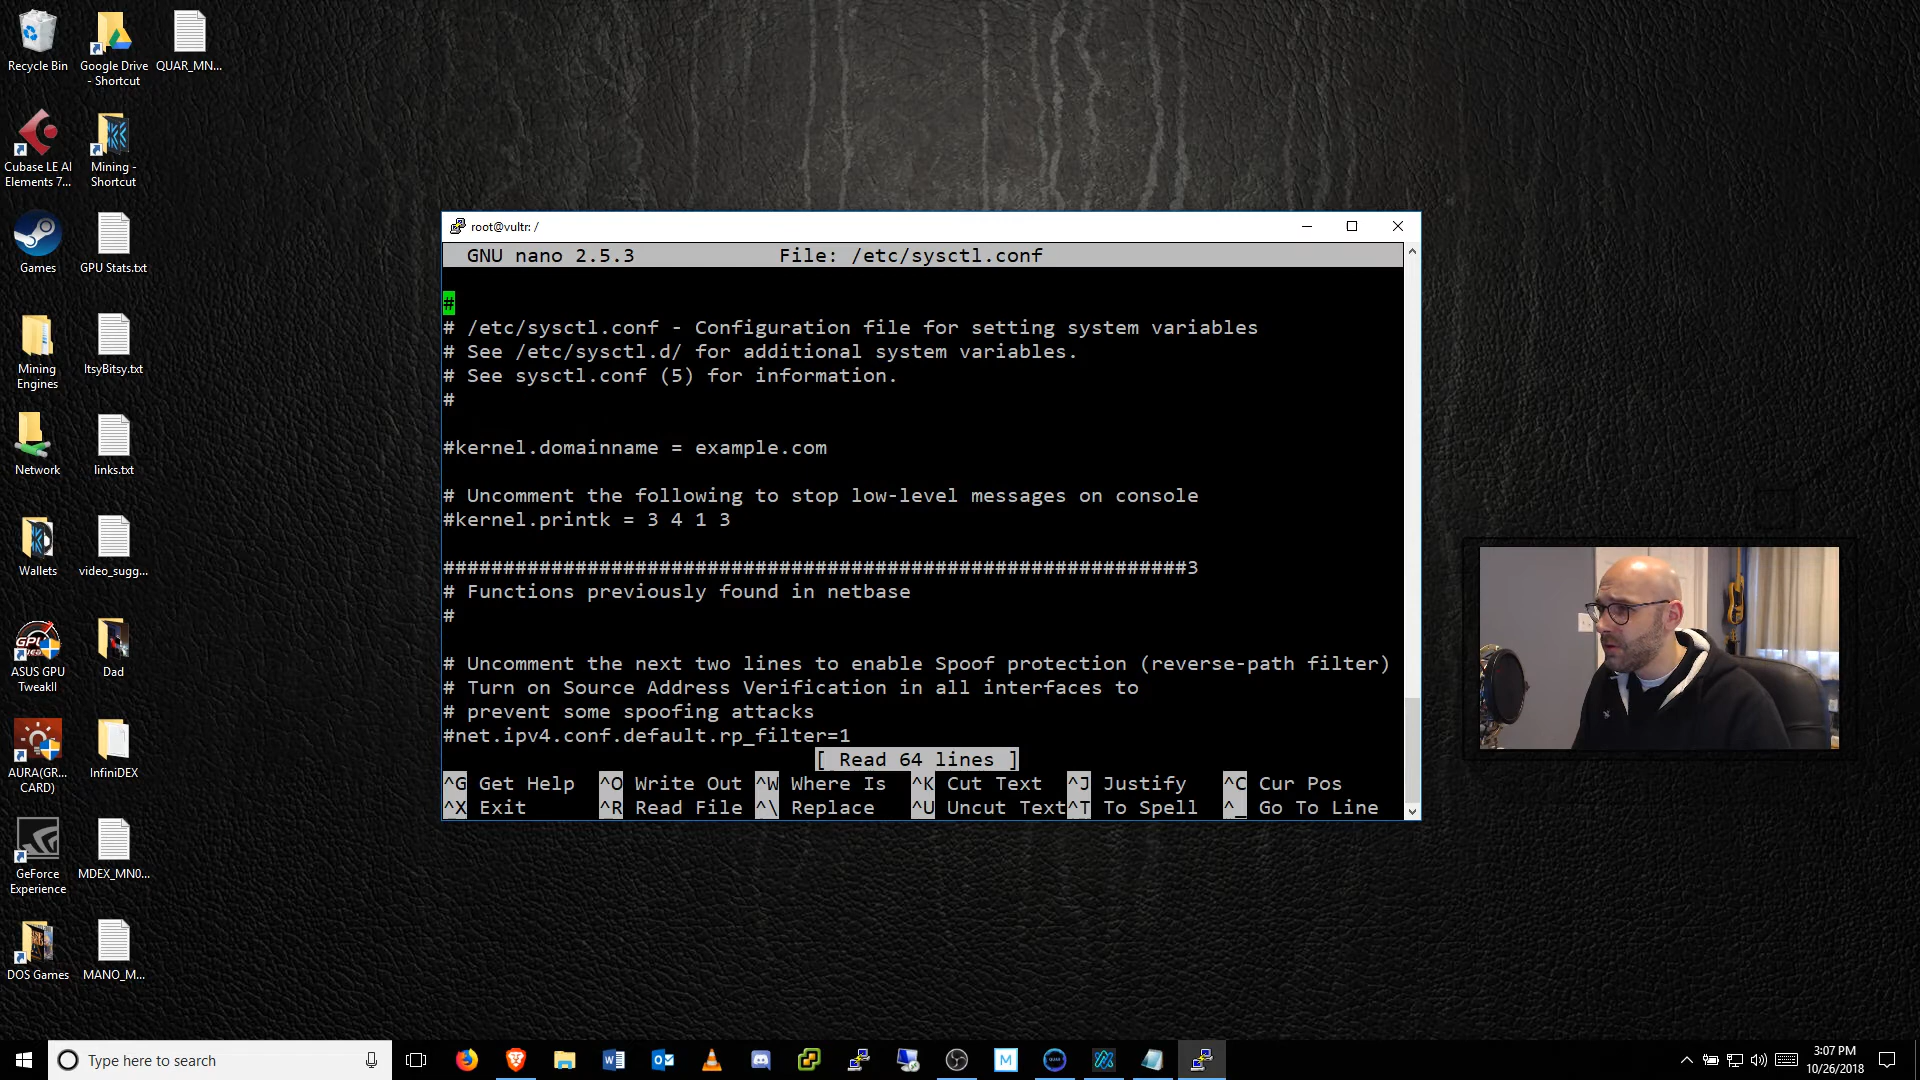 Recycle Bin
Google Drive
- Shortcut
QUAR_MN...
Cubase LE AI
Elements 7...
Mining -
Shortcut
Games
GPU Stats.txt
Mining
Engines
ItsyBitsy.txt
Network
links.txt
Wallets
video_sugg...
ASUS GPU
TweakII
Dad
AURA(GR...
CARD)
InfiniDEX
GeForce
Experience
MDEX_MN0...
DOS Games
MANO_M...
root@vultr: /
GNU nano 2.5.3 File: /etc/sysctl.conf
#
# /etc/sysctl.conf - Configuration file for setting system variables
# See /etc/sysctl.d/ for additional system variables.
# See sysctl.conf (5) for information.
#
#kernel.domainname = example.com
# Uncomment the following to stop low-level messages on console
#kernel.printk = 3 4 1 3
##############################################################3
# Functions previously found in netbase
#
# Uncomment the next two lines to enable Spoof protection (reverse-path filter)
# Turn on Source Address Verification in all interfaces to
# prevent some spoofing attacks
#net.ipv4.conf.default.rp_filter=1
[ Read 64 lines ]
^G Get Help ^O Write Out ^W Where Is ^K Cut Text ^J Justify ^C Cur Pos
^X Exit ^R Read File ^\ Replace ^U Uncut Text ^T To Spell ^_ Go To Line
Type here to search
3:07 PM
10/26/2018